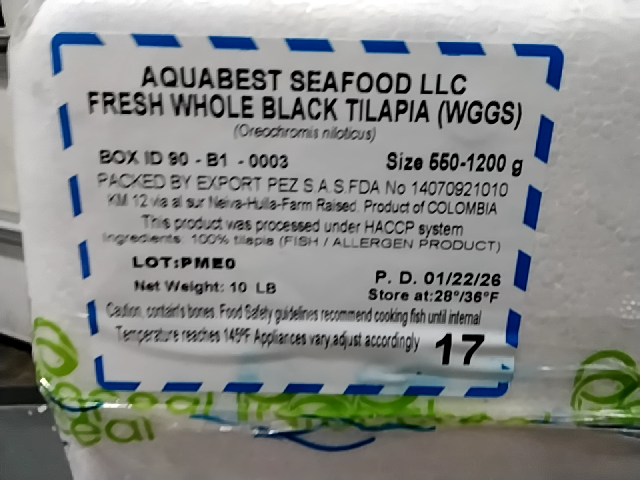 AQUABEST SEAFOOD LLC
FRESH WHOLE BLACK TILAPIA (WGGS)
(Oreochromis niloticus)
BOX ID 90 - B1 - 0003 Size 550-1200 g
PACKED BY EXPORT PEZ S.A.S.FDA No 14070921010
KM 12 via al sur Neiva-Huila-Farm Raised. Product of COLOMBIA
This product was processed under HACCP system
Ingredients: 100% tilapia (FISH / ALLERGEN PRODUCT)
LOT:PME0
P. D. 01/22/26
Net Weight: 10 LB
Store at:28°/36°F
Caution, contain's bones. Food Safety guidelines recommend cooking fish until internal
Temperature reaches 145ºF Appliances vary,adjust accordingly
17